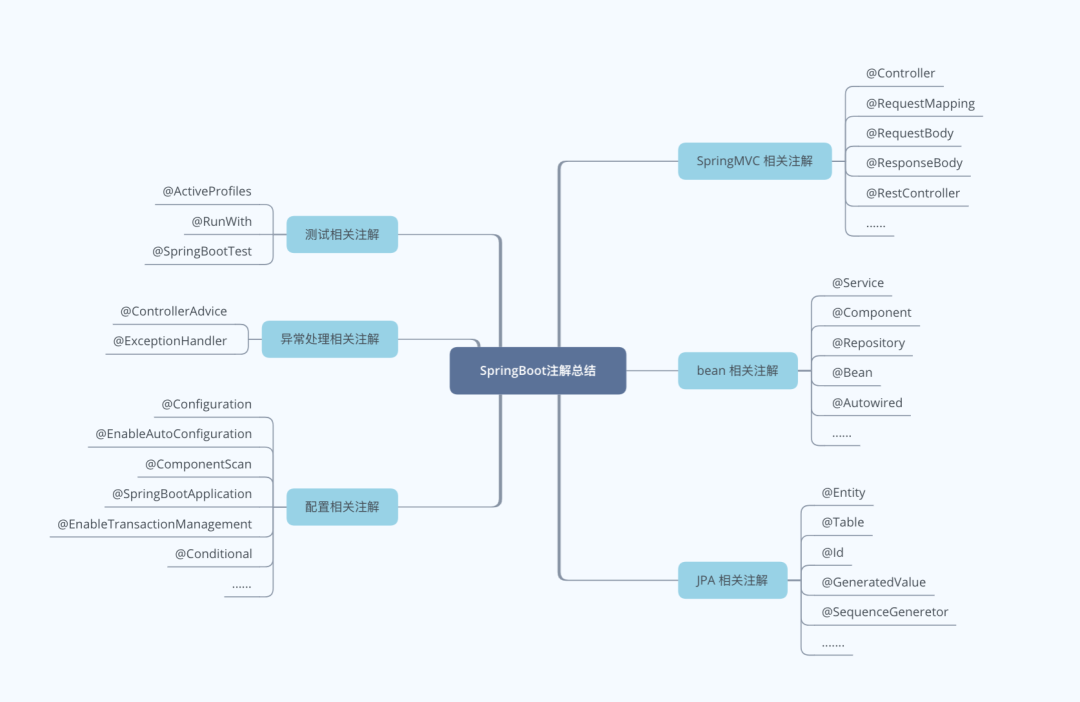 SpringBoot注解总结
SpringMVC 相关注解
@Controller
@RequestMapping
@RequestBody
@ResponseBody
@RestController
......
bean 相关注解
@Service
@Component
@Repository
@Bean
@Autowired
......
JPA 相关注解
@Entity
@Table
@Id
@GeneratedValue
@SequenceGeneretor
.......
测试相关注解
@ActiveProfiles
@RunWith
@SpringBootTest
异常处理相关注解
@ControllerAdvice
@ExceptionHandler
配置相关注解
@Configuration
@EnableAutoConfiguration
@ComponentScan
@SpringBootApplication
@EnableTransactionManagement
@Conditional
......